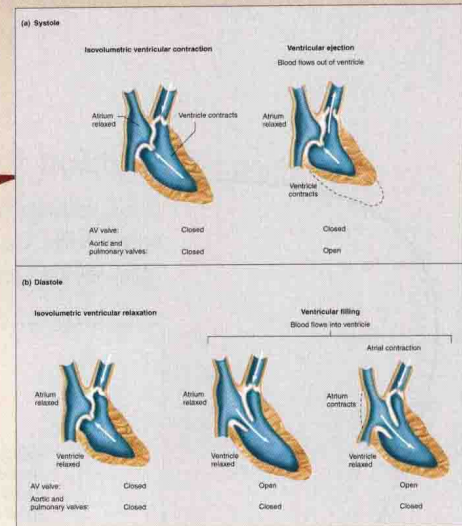 (a) Systole
Isovolumetric ventricular contraction
Ventricular ejection
Blood flows out of ventricle
Atrium
relaxed
Ventricle contracts
Atrium
relaxed
Ventricle
contracts
AV valve: Closed Closed
Aortic and
pulmonary valves: Closed Open
(b) Diastole
Isovolumetric ventricular relaxation
Ventricular filling
Blood flows into ventricle
Atrial contraction
Atrium
relaxed
Atrium
relaxed
Atrium
contracts
Ventricle
relaxed
Ventricle
relaxed
Ventricle
relaxed
AV valve: Closed Open Open
Aortic and
pulmonary valves: Closed Closed Closed